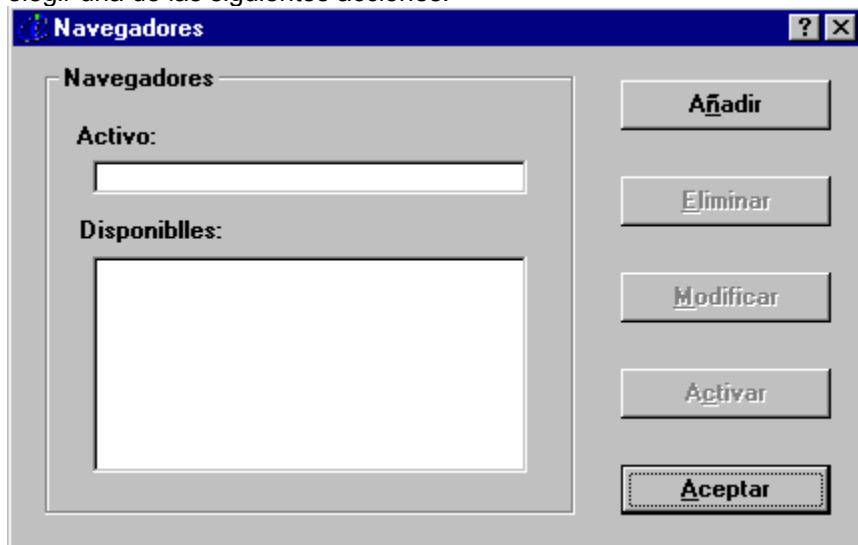 elegir una de las siguientes acciones:
Navegadores
Navegadores
Activo:
Disponiblles:
Añadir
Eliminar
Modificar
Activar
Aceptar